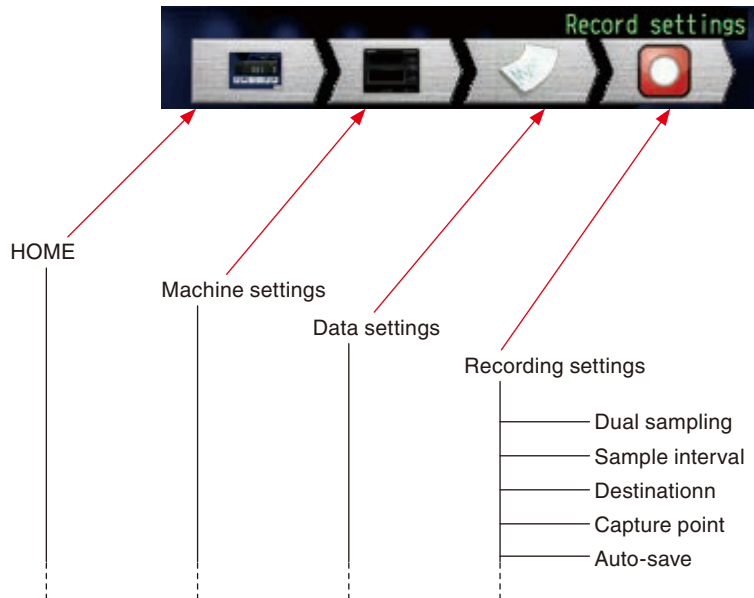 Record settings
HOME
Machine settings
Data settings
Recording settings
Dual sampling
Sample interval
Destinationn
Capture point
Auto-save